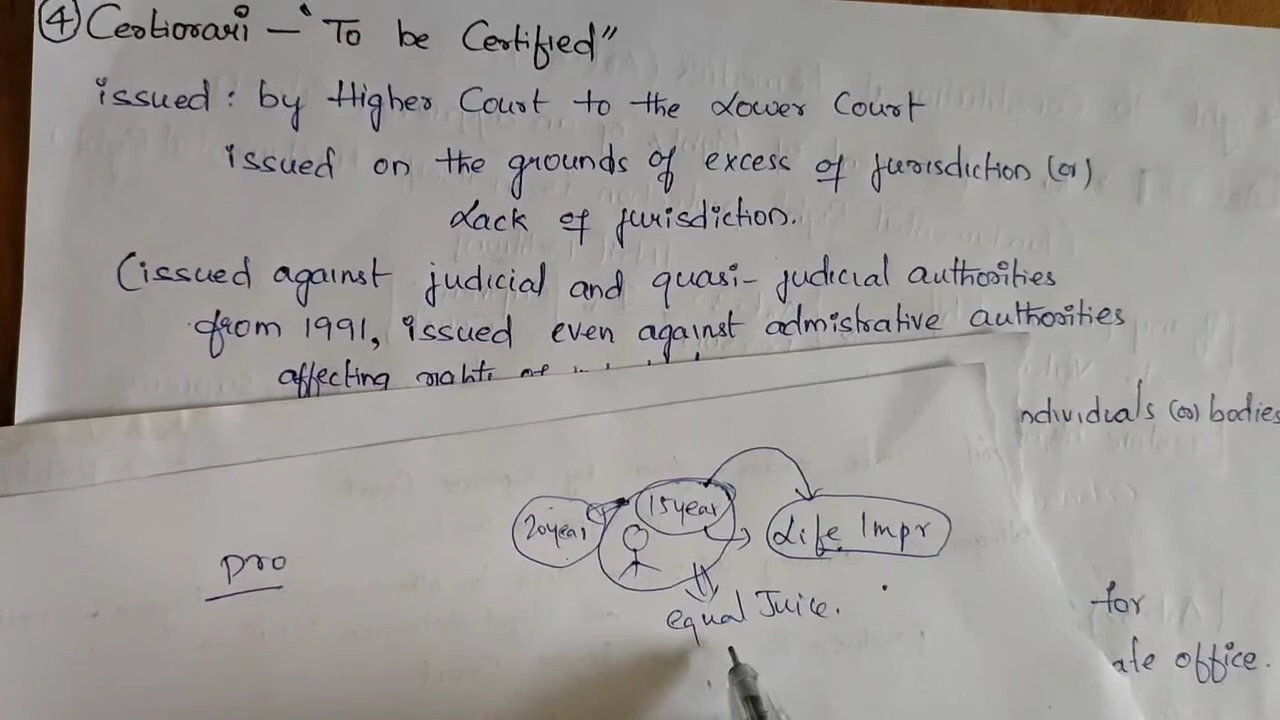 ④ Certiorari - "To be Certified"
issued : by Higher Court to the Lower Court
issued on the grounds of excess of jurisdiction (or)
Lack of jurisdiction.
(issued against judicial and quasi-judicial authorities
from 1991, issued even against admistrative authorities
affecting rights of
ndividuals (or) bodies
20year
15year
Life Impr
pro
equal Juice.
for
ate office.